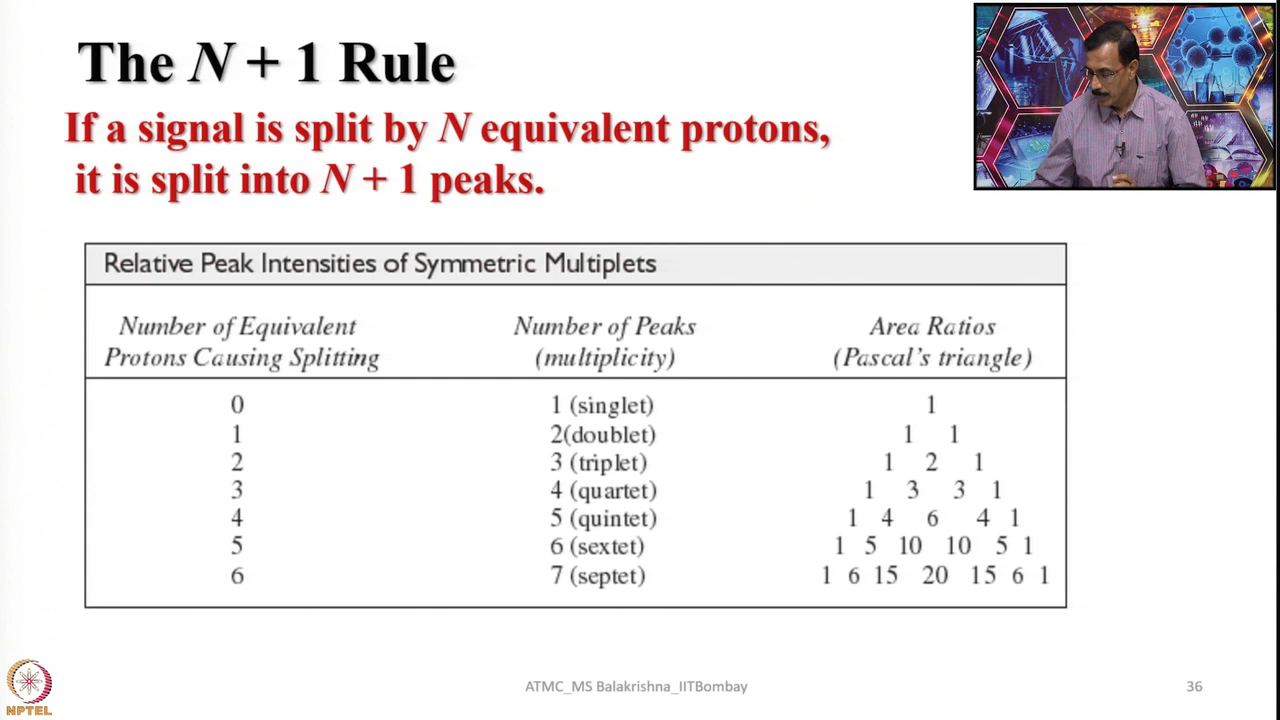 The N + 1 Rule
If a signal is split by N equivalent protons,
it is split into N + 1 peaks.
Relative Peak Intensities of Symmetric Multiplets
Number of Equivalent Protons Causing Splitting
Number of Peaks (multiplicity)
Area Ratios (Pascal's triangle)
0 1 (singlet) 1
1 2(doublet) 1 1
2 3 (triplet) 1 2 1
3 4 (quartet) 1 3 3 1
4 5 (quintet) 1 4 6 4 1
5 6 (sextet) 1 5 10 10 5 1
6 7 (septet) 1 6 15 20 15 6 1
NPTEL
ATMC_MS Balakrishna_IITBombay
36